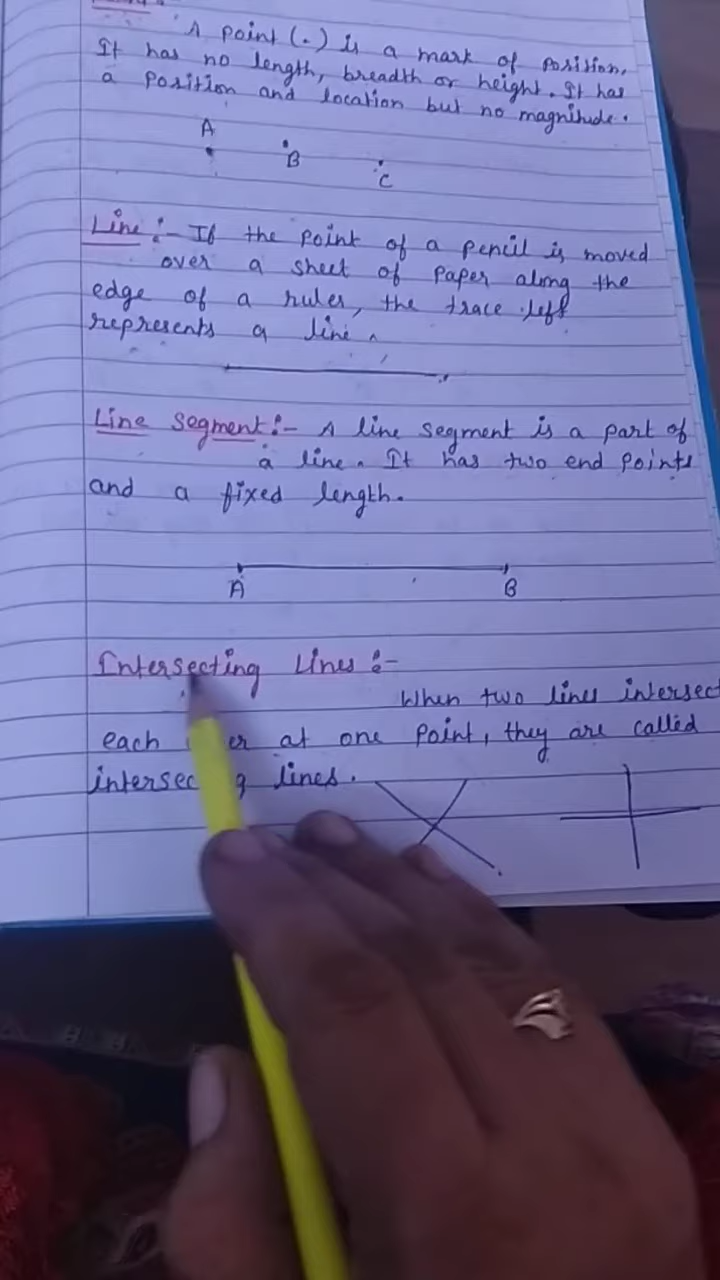 A point (.) is a mark of position.
It has no length, breadth or height. It has
a position and location but no magnitude.
A
B
C
Line :- If the point of a pencil is moved
over a sheet of paper along the
edge of a ruler, the trace left
represents a line.
Line Segment :- A line segment is a part of
a line. It has two end points
and a fixed length.
A B
Intersecting Lines :-
When two lines intersect
each at one point, they are called
lines.